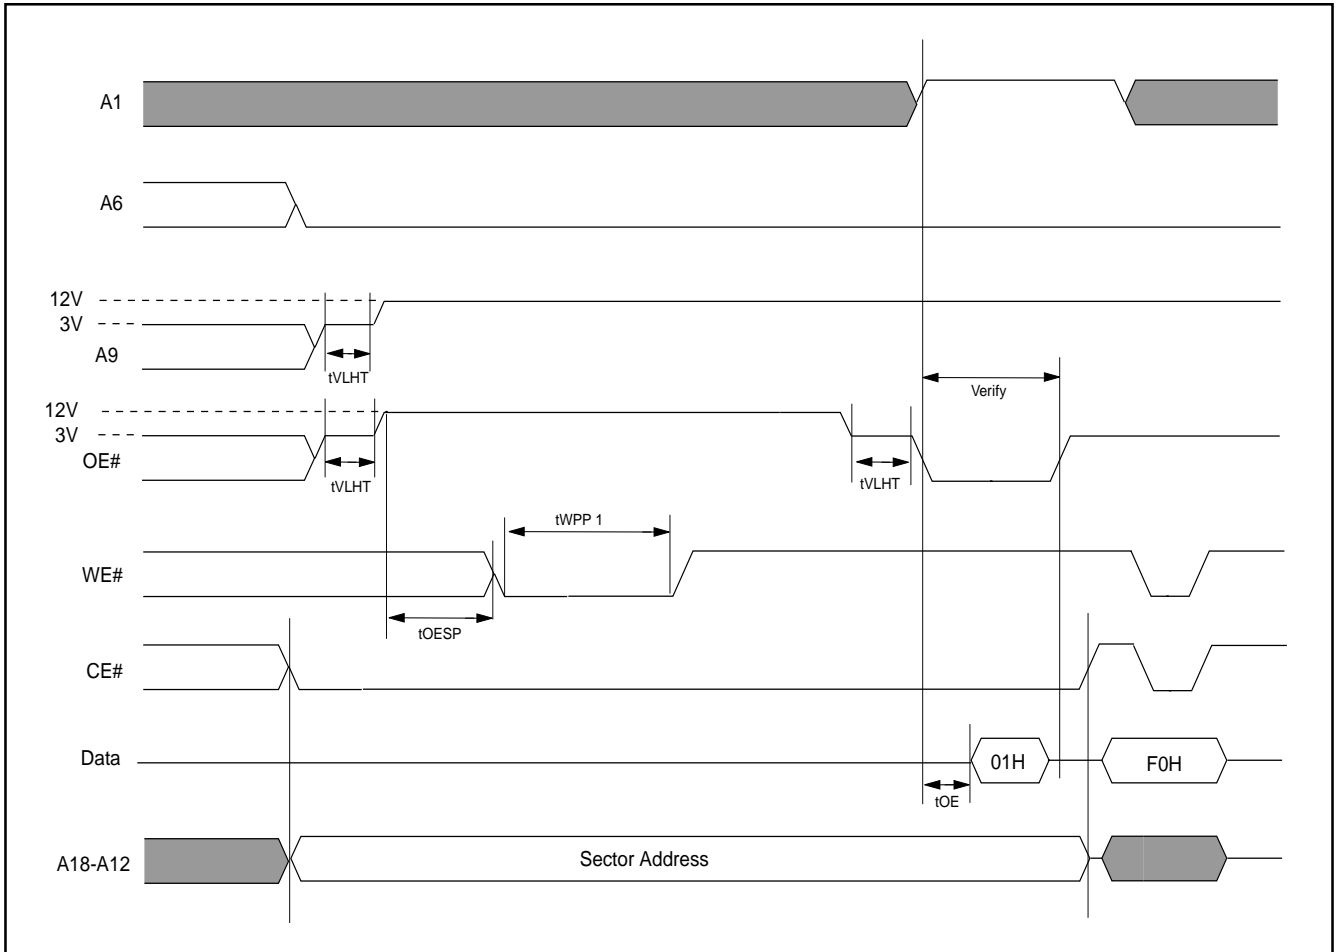 A1
A6
12V
3V
A9
tVLHT
Verify
12V
3V
OE#
tVLHT
tVLHT
tWPP 1
WE#
tOESP
CE#
Data
01H
F0H
tOE
A18-A12
Sector Address